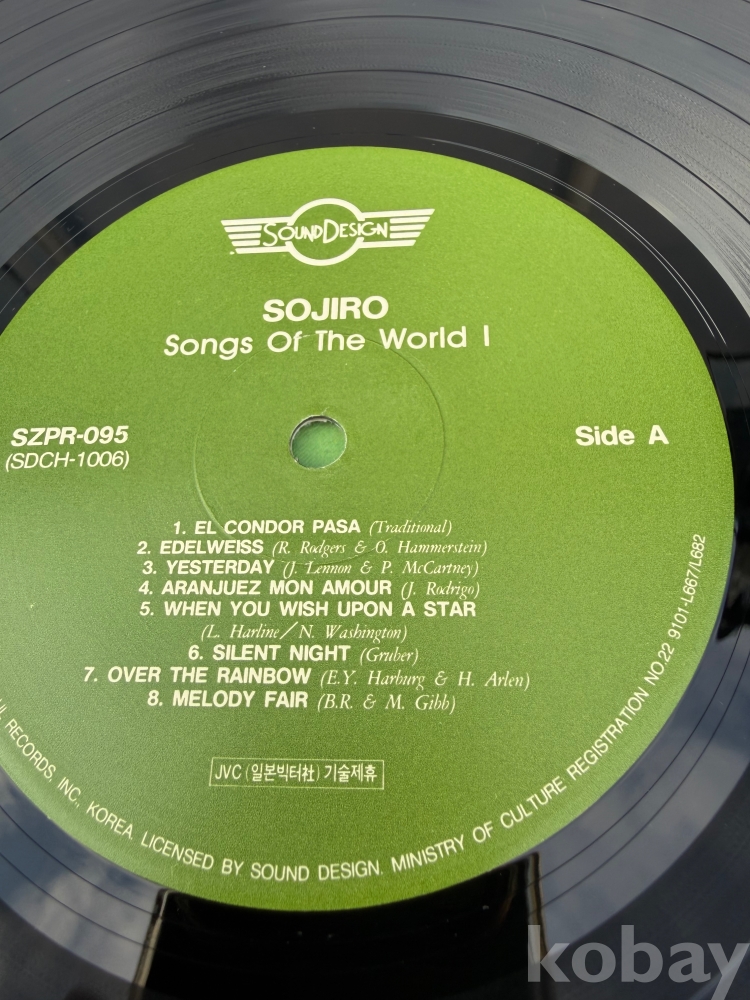 SOUNDDESIGN
SOJIRO
Songs Of The World I
SZPR-095
(SDCH-1006)
Side A
1. EL CONDOR PASA (Traditional)
2. EDELWEISS (R. Rodgers & O. Hammerstein)
3. YESTERDAY (J. Lennon & P. McCartney)
4. ARANJUEZ MON AMOUR (J. Rodrigo)
5. WHEN YOU WISH UPON A STAR
(L. Harline/N. Washington)
6. SILENT NIGHT (Gruber)
7. OVER THE RAINBOW (E.Y. Harburg & H. Arlen)
8. MELODY FAIR (B.R. & M. Gibb)
JVC (일본빅터社) 기술제휴
RECORDS, INC, KOREA. LICENSED BY SOUND DESIGN. MINISTRY OF CULTURE REGISTRATION NO.22 9101-L667/L682
kobay